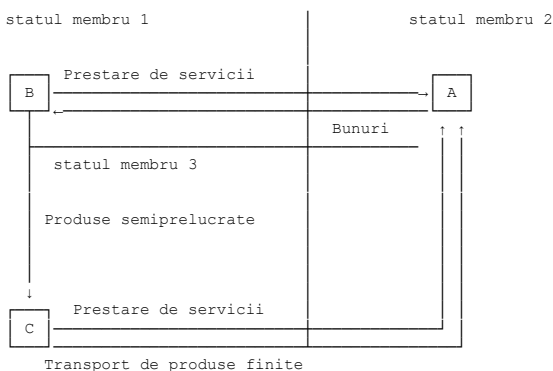 statul membru 1 statul membru 2
Prestare de servicii
B A
Bunuri
statul membru 3
Produse semiprelucrate
Prestare de servicii
C
Transport de produse finite